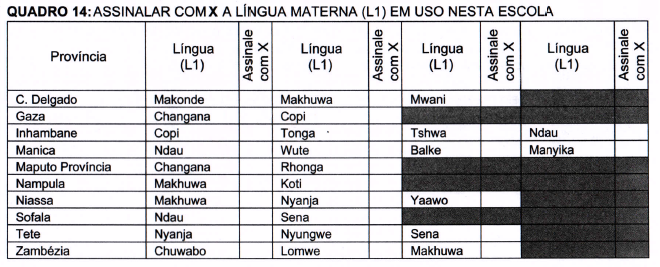 QUADRO 14: ASSINALAR COM X A LÍNGUA MATERNA (L1) EM USO NESTA ESCOLA
Província Língua (L1) Assinale com X Língua (L1) Assinale com X Língua (L1) Assinale com X Língua (L1) Assinale com X
C. Delgado Makonde Makhuwa Mwani
Gaza Changana Copi
Inhambane Copi Tonga Tshwa Ndau
Manica Ndau Wute Balke Manyika
Maputo Província Changana Rhonga
Nampula Makhuwa Koti
Niassa Makhuwa Nyanja Yaawo
Sofala Ndau Sena
Tete Nyanja Nyungwe Sena
Zambézia Chuwabo Lomwe Makhuwa